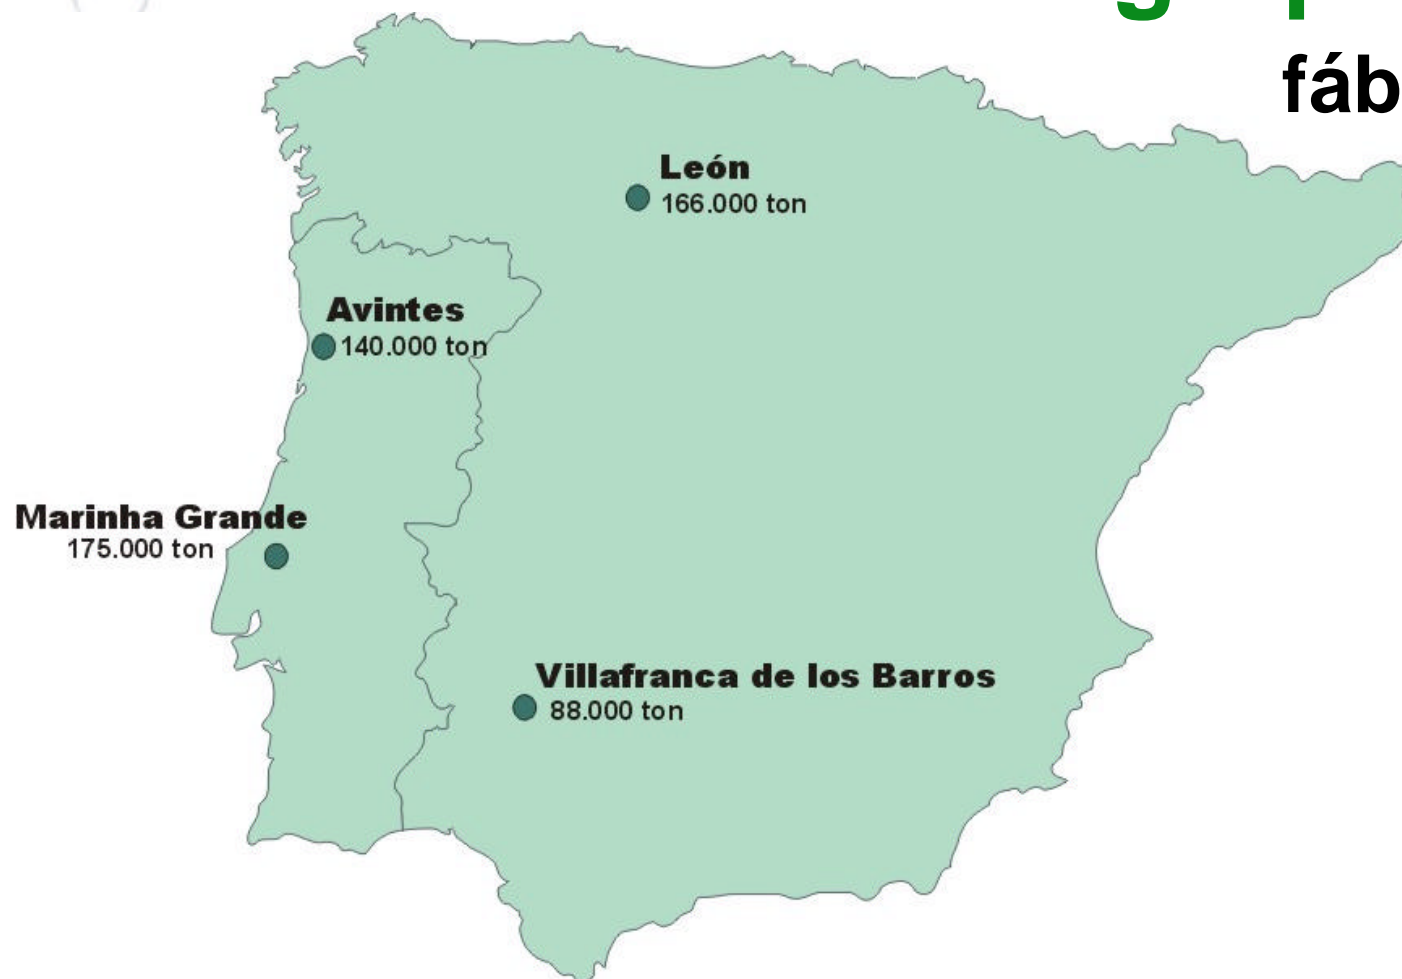 fáb
León
166.000 ton
Avintes
140.000 ton
Marinha Grande
175.000 ton
Villafranca de los Barros
88.000 ton